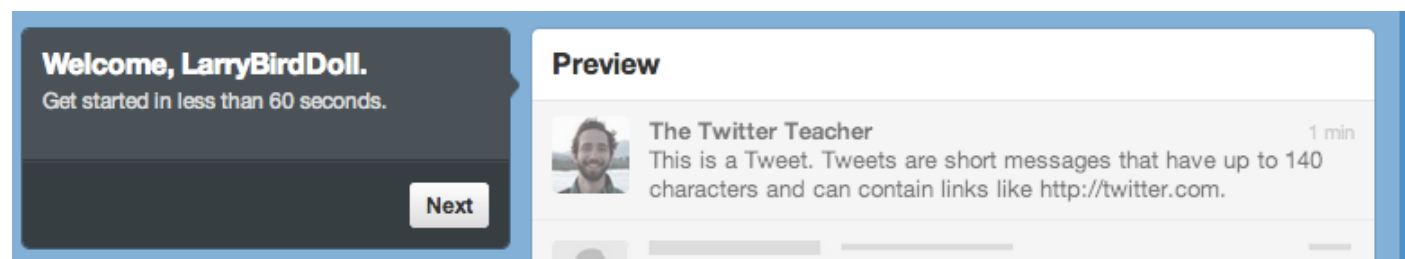 Welcome, LarryBirdDoll.
Get started in less than 60 seconds.
Next
Preview
The Twitter Teacher 1 min
This is a Tweet. Tweets are short messages that have up to 140
characters and can contain links like http://twitter.com.